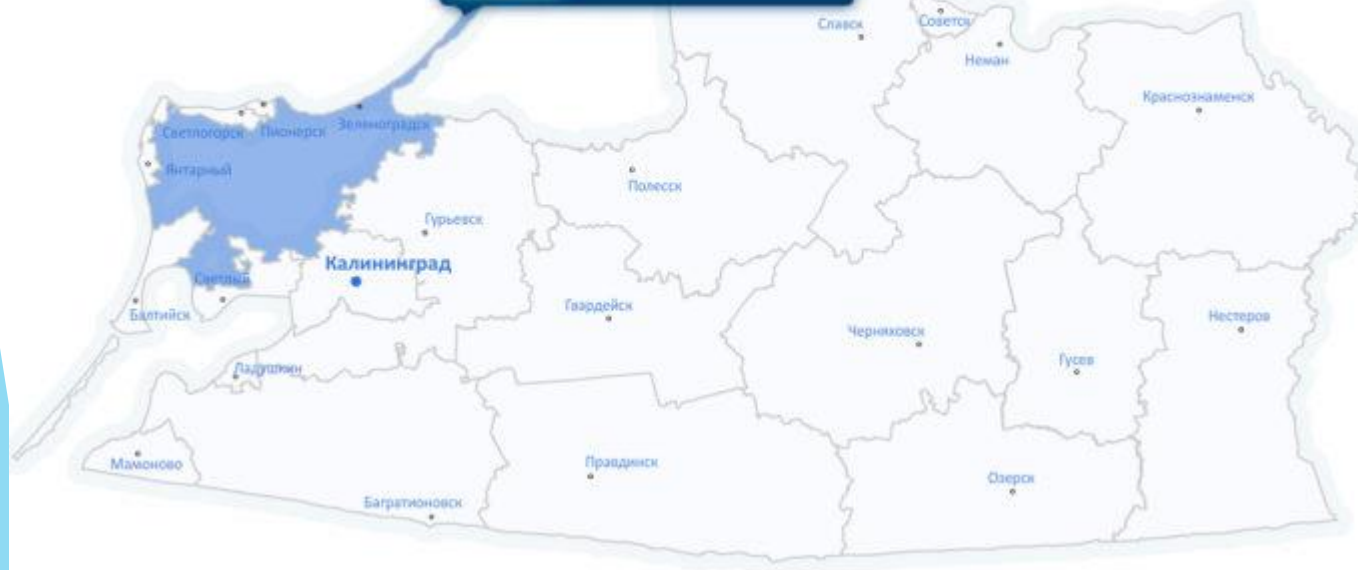 Славск
Советск
Неман
Краснознаменск
Светлогорск
Пионерск
Зеленоградск
Янтарный
Полесск
Гурьевск
Калининград
Светлый
Балтийск
Гвардейск
Черняховск
Нестеров
Гусев
Ладушкин
Мамоново
Правдинск
Озерск
Багратионовск